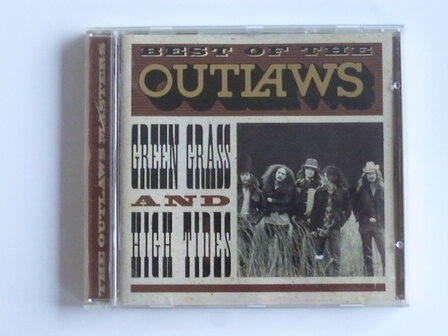 BEST OF THE
OUTLAWS
GREEN GRASS
AND
HIGH TIDES
THE OUTLAWS MASTERS